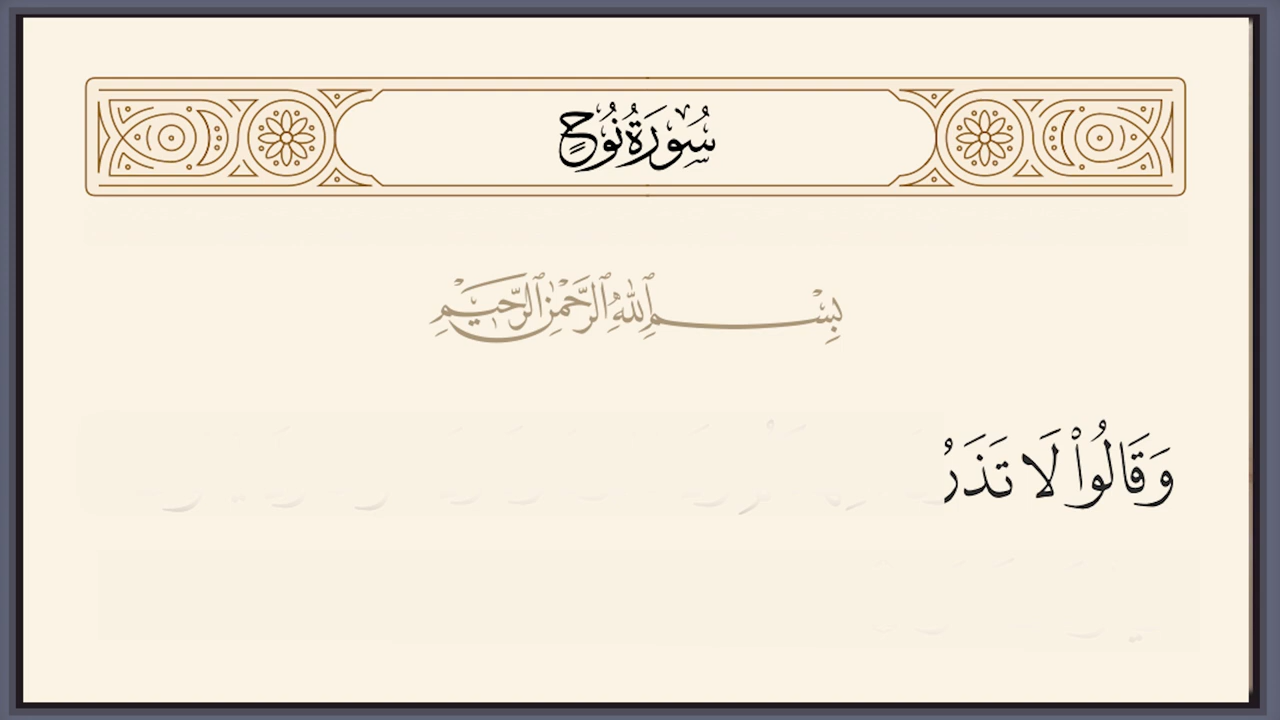 سُورَةُ نُوحٍ
بِسْمِ ٱللَّهِ ٱلرَّحْمَٰنِ ٱلرَّحِيمِ
وَقَالُوا۟ لَا تَذَرُ